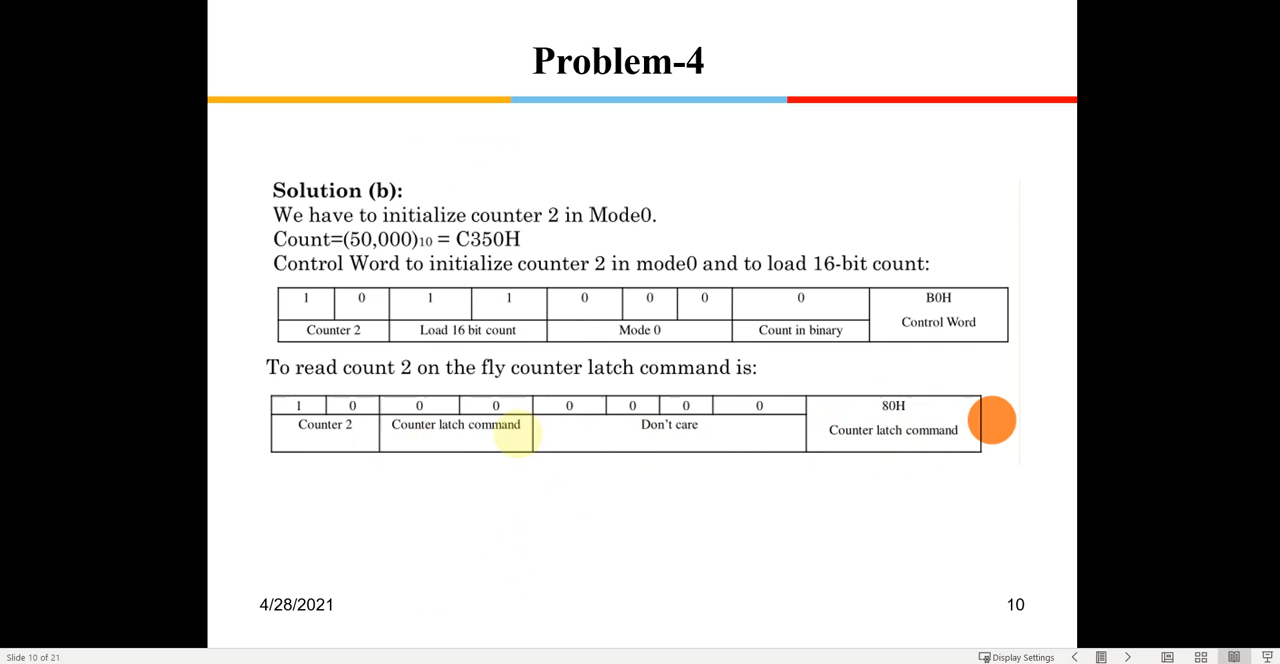 Problem-4
Solution (b):
We have to initialize counter 2 in Mode0.
Count=(50,000)10 = C350H
Control Word to initialize counter 2 in mode0 and to load 16-bit count:
1 0 1 1 0 0 0 0 B0H
Counter 2 Load 16 bit count Mode 0 Count in binary Control Word
To read count 2 on the fly counter latch command is:
1 0 0 0 0 0 0 0 80H
Counter 2 Counter latch command Don't care Counter latch command
4/28/2021 10
Slide 10 of 21 Display Settings